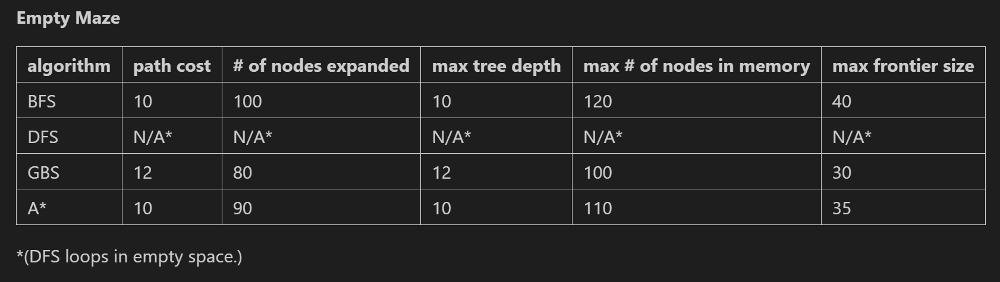 Empty Maze
algorithm path cost # of nodes expanded max tree depth max # of nodes in memory max frontier size
BFS 10 100 10 120 40
DFS N/A* N/A* N/A* N/A* N/A*
GBS 12 80 12 100 30
A* 10 90 10 110 35
*(DFS loops in empty space.)